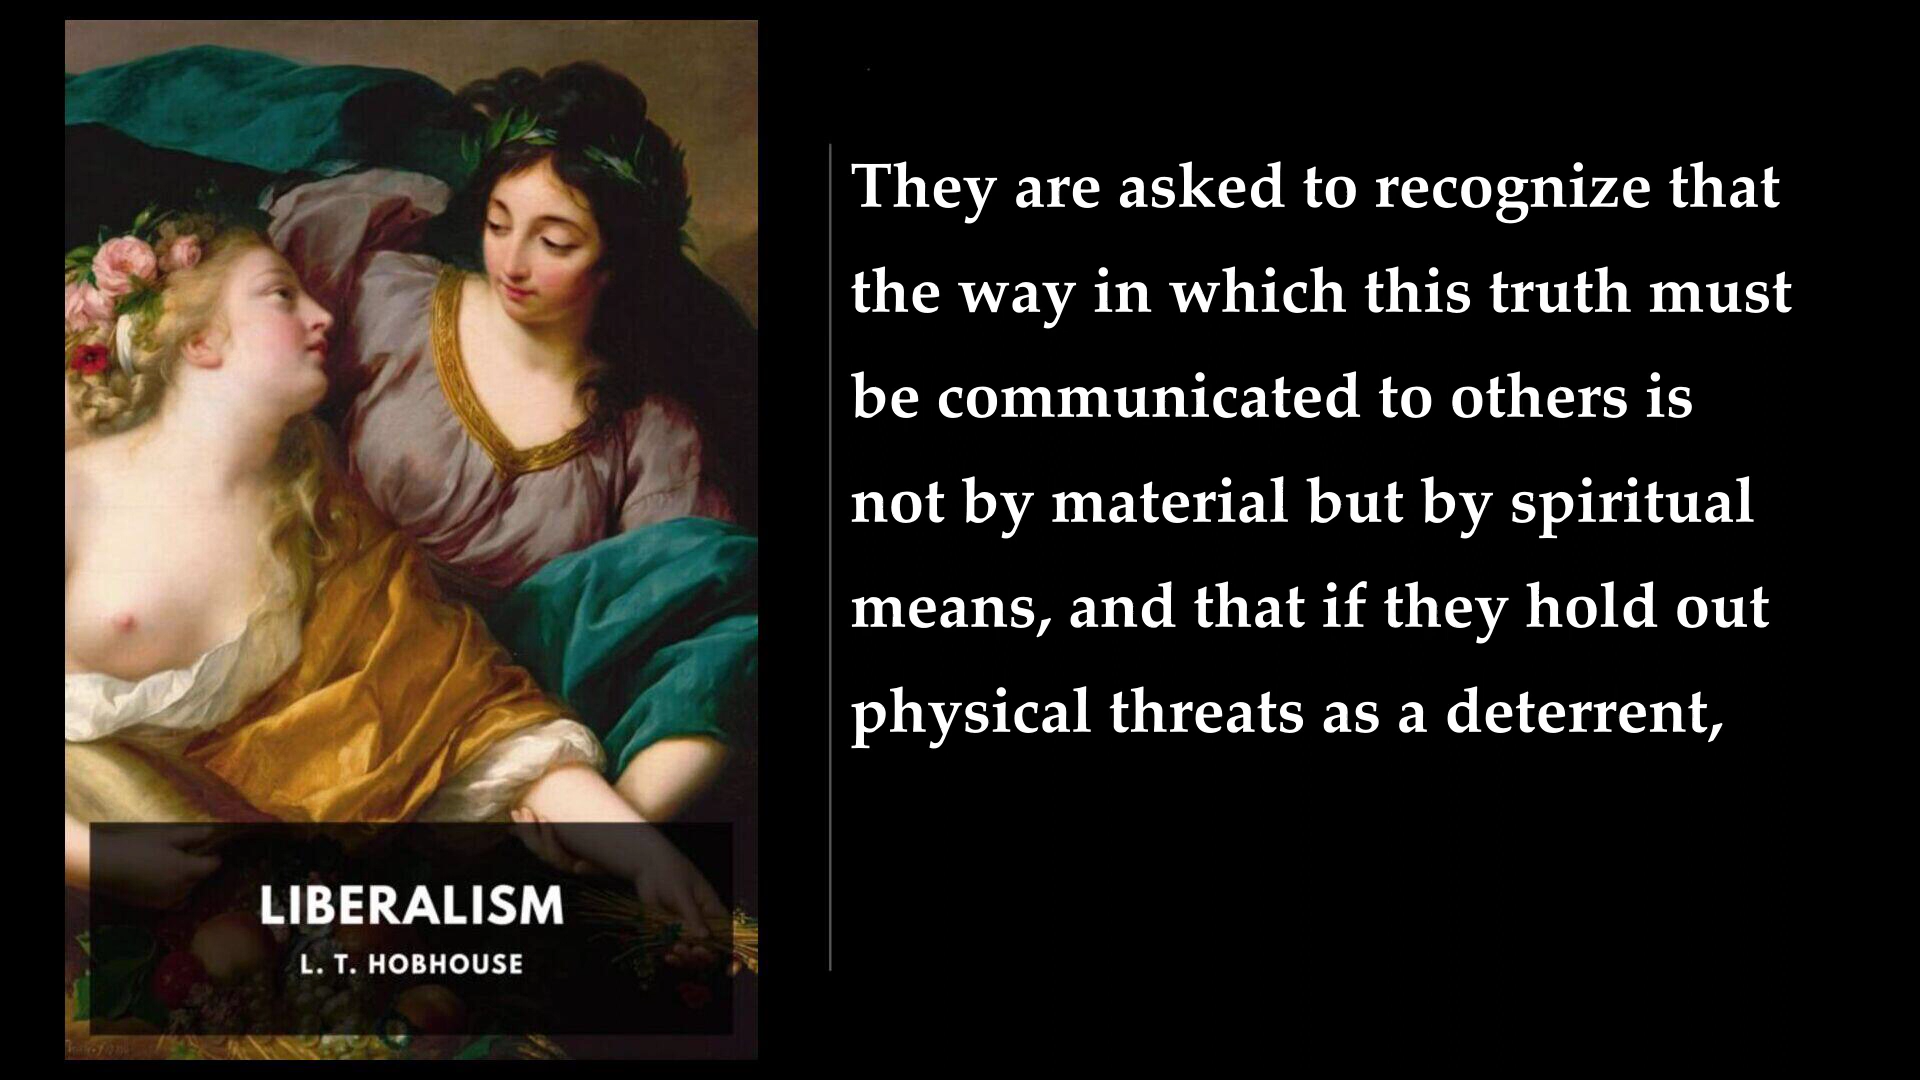 They are asked to recognize that
the way in which this truth must
be communicated to others is
not by material but by spiritual
means, and that if they hold out
physical threats as a deterrent,
LIBERALISM
L. T. HOBHOUSE